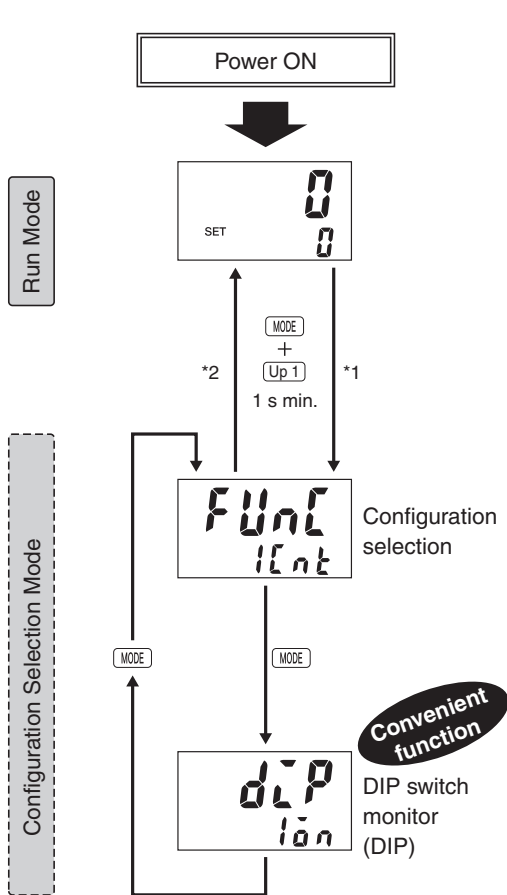 Power ON
Run Mode
0
SET
0
MODE
+
Up 1
1 s min.
*2
*1
Configuration Selection Mode
FUnC
1Cnt
Configuration
selection
MODE
MODE
Convenient
function
diP
1on
DIP switch
monitor
(DIP)